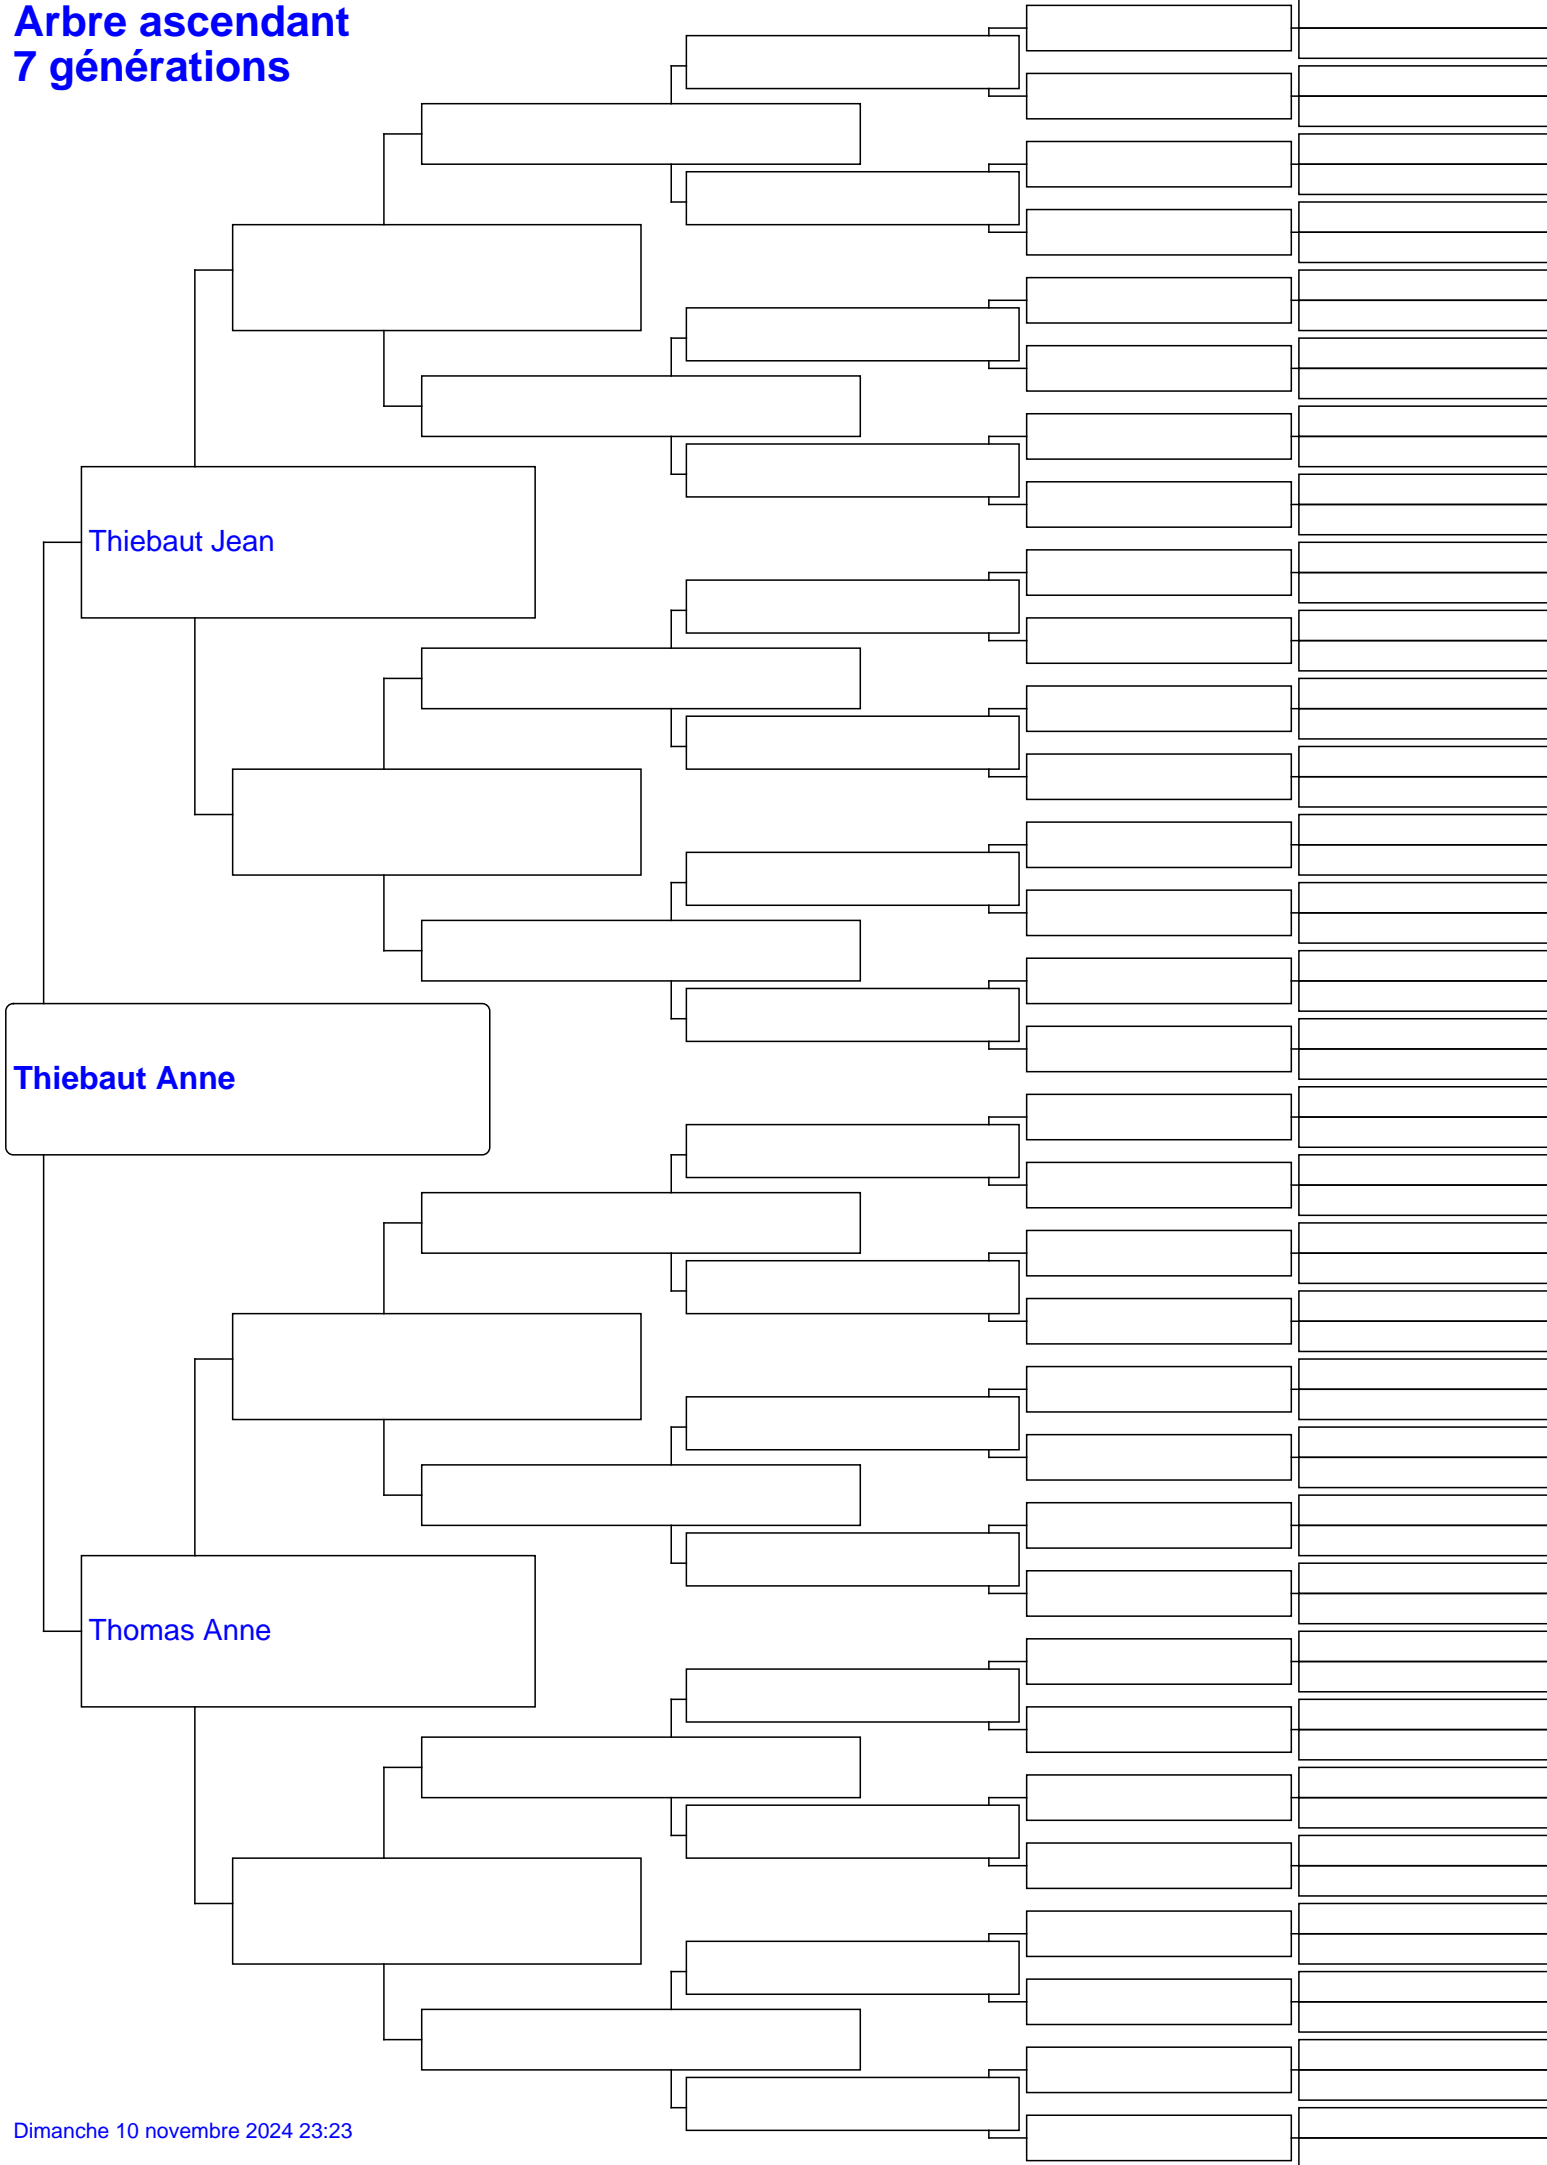 Arbre ascendant
7 générations
Thiebaut Jean
Thiebaut Anne
Thomas Anne
Dimanche 10 novembre 2024 23:23